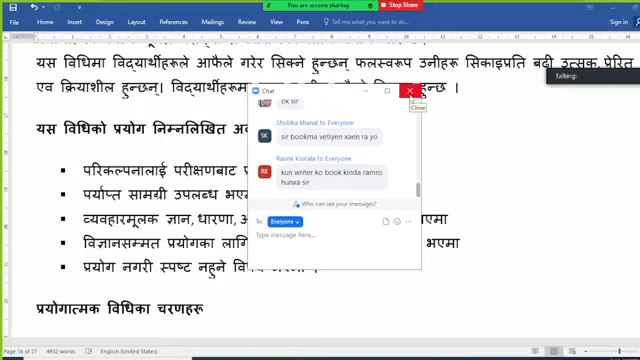 You are screen sharing
Stop Share
Word
File
Home
Insert
Design
Layout
References
Mailings
Review
View
Tell me what you want to do...
Sign in
यस विधिमा विद्यार्थीहरूले आफैले गरेर सिक्ने हुन्छन् फलस्वरूप उनीहरू सिकाइप्रति बढी उत्सुक, प्रेरित
एवं क्रियाशील हुन्छन्। विद्यार्थीहरूमा
हुन्छ ।
Talking:
Chat
Close
OK SIR
यस विधिको प्रयोग निम्नलिखित
Shobha khanal to Everyone
SK
sir bookma vetiyen xaen ra yo
Rasmi Koirala to Everyone
RK
kun writer ko book kinda ramro
hunxa sir
Who can see your messages?
To:
Everyone
Type message here...
परिकल्पनालाई परीक्षणबाट
पर्याप्त सामग्री उपलब्ध
व्यवहारमूलक ज्ञान, धारणा,
विज्ञानसम्मत प्रयोगका
भएमा
प्रयोग नगरी स्पष्ट नहुने
प्रयोगात्मक विधिका चरणहरू
Page 16 of 27
4932 words
English (United States)
100%